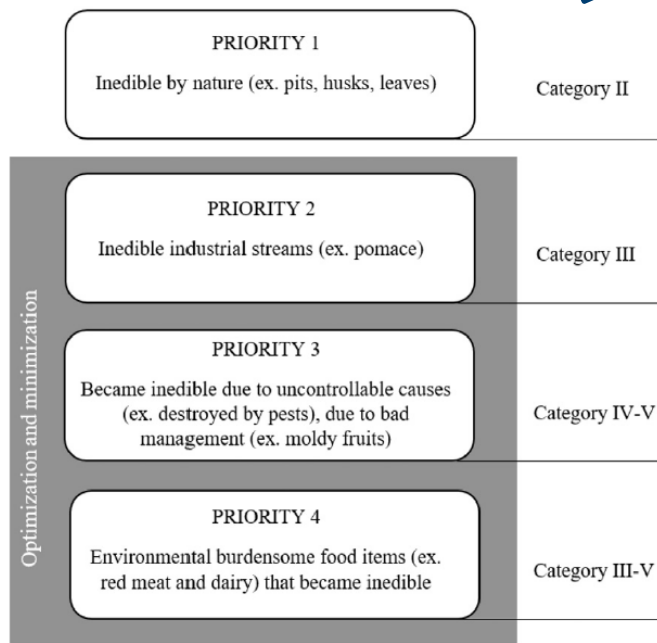 PRIORITY 1
Inedible by nature (ex. pits, husks, leaves)
Category II
PRIORITY 2
Inedible industrial streams (ex. pomace)
Category III
PRIORITY 3
Became inedible due to uncontrollable causes
(ex. destroyed by pests), due to bad
management (ex. moldy fruits)
Category IV-V
PRIORITY 4
Environmental burdensome food items (ex.
red meat and dairy) that became inedible
Category III-V
Optimization and minimization